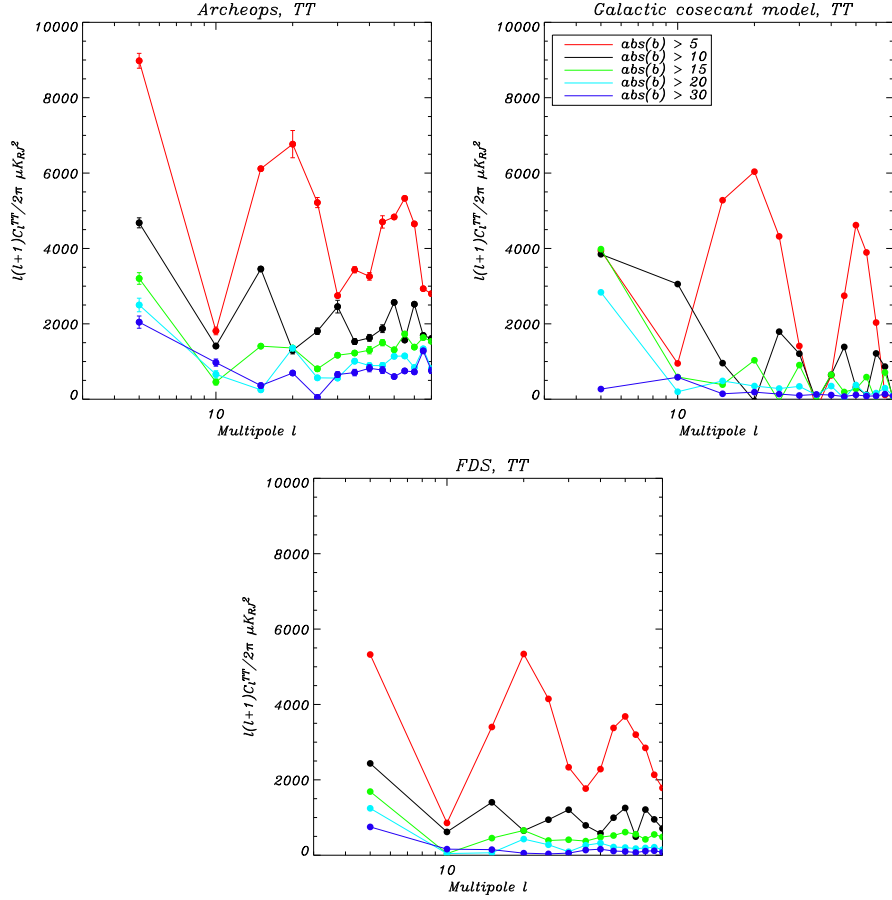 Archeops, TT
10000
8000
6000
4000
2000
0
l(l+1)C_l^TT/2π μK_RJ^2
10
Multipole l
Galactic cosecant model, TT
abs(b) > 5
abs(b) > 10
abs(b) > 15
abs(b) > 20
abs(b) > 30
10000
8000
6000
4000
2000
0
l(l+1)C_l^TT/2π μK_RJ^2
10
Multipole l
FDS, TT
10000
8000
6000
4000
2000
0
l(l+1)C_l^TT/2π μK_RJ^2
10
Multipole l